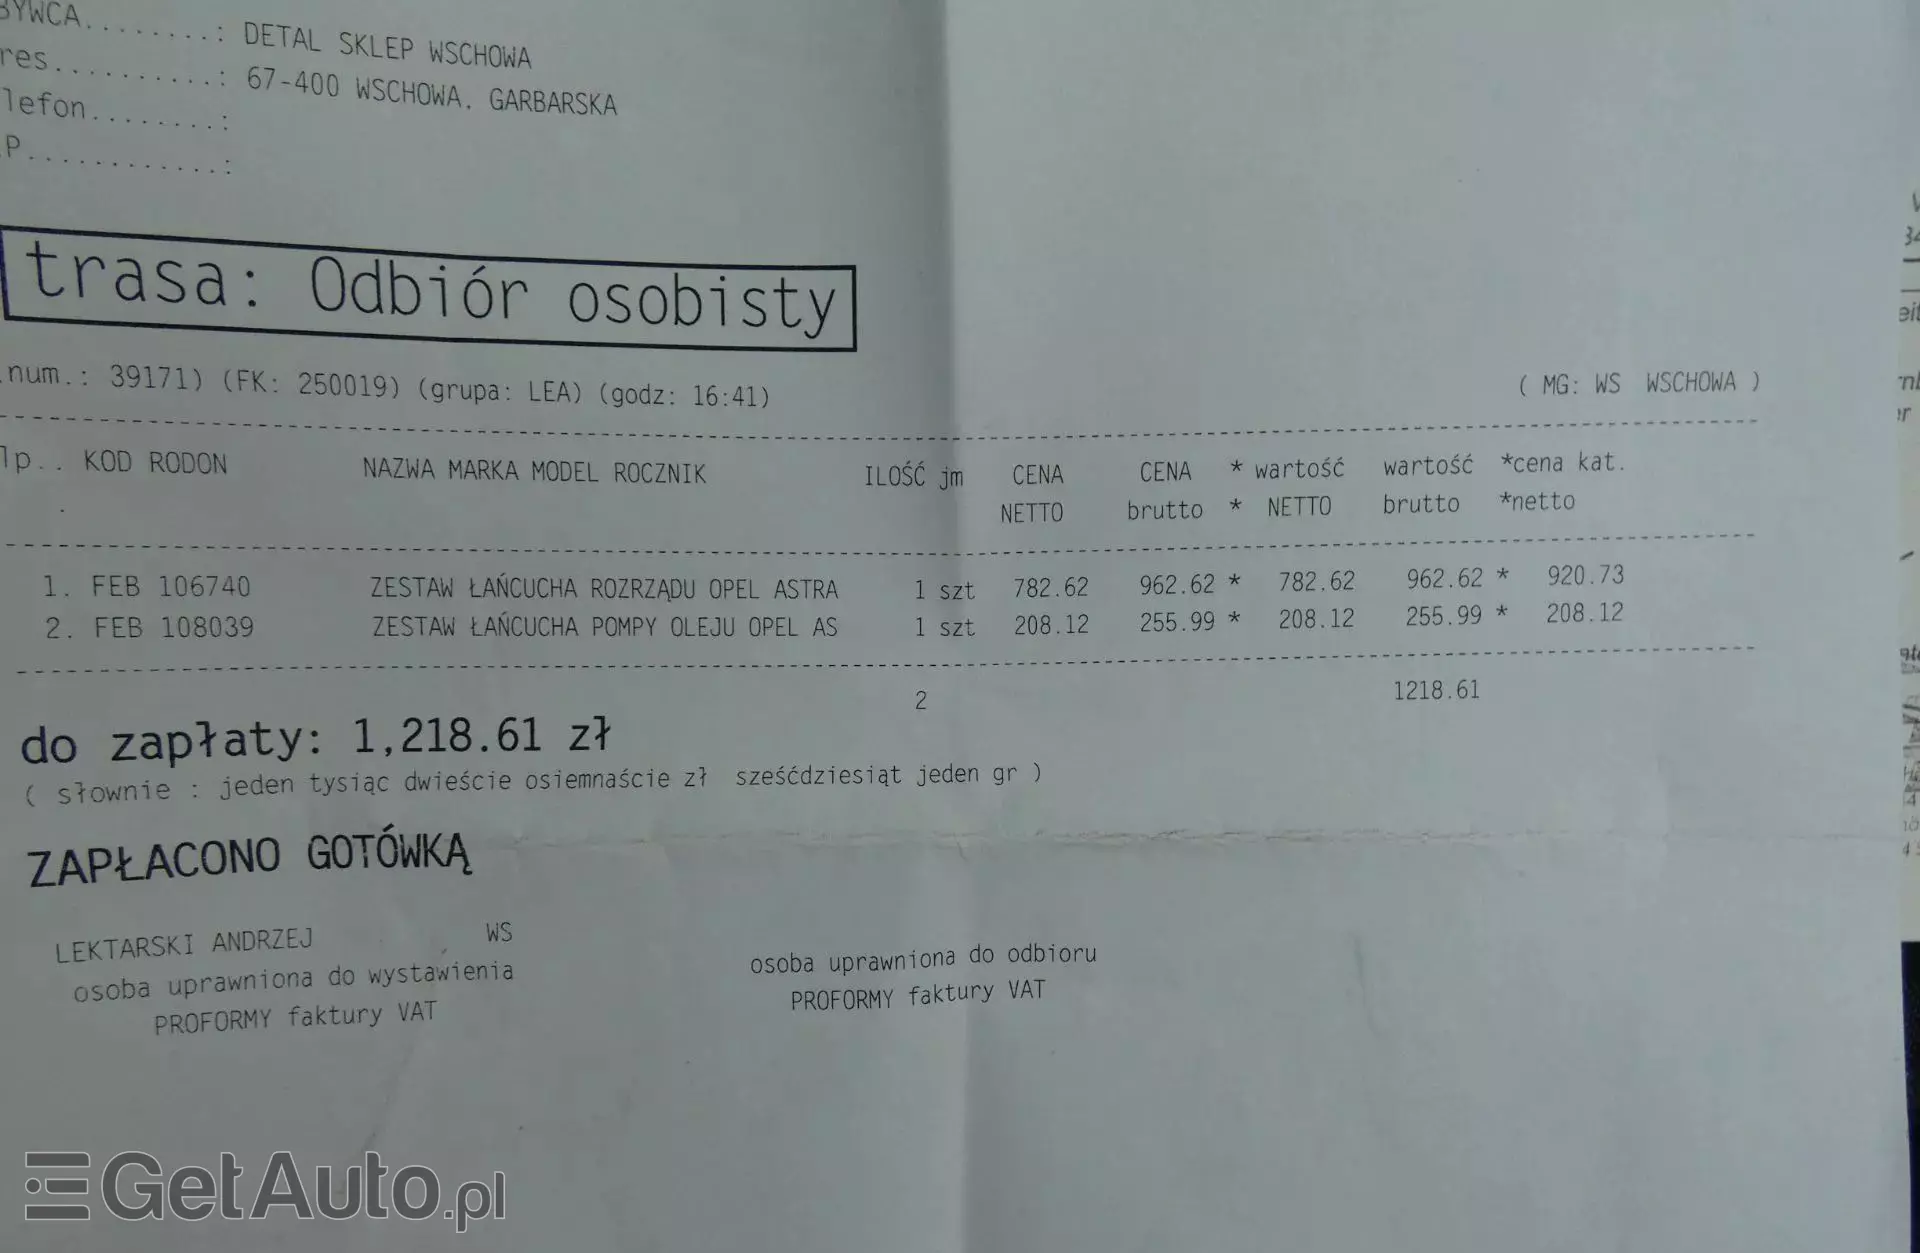 BYWCA.........: DETAL SKLEP WSCHOWA
res..........: 67-400 WSCHOWA, GARBARSKA
lefon........:
P............:
trasa: Odbiór osobisty
num.: 39171) (FK: 250019) (grupa: LEA) (godz: 16:41)
( MG: WS WSCHOWA )
lp.. KOD RODON NAZWA MARKA MODEL ROCZNIK ILOŚĆ jm CENA CENA * wartość wartość *cena kat.
. NETTO brutto * NETTO brutto *netto
1. FEB 106740 ZESTAW ŁAŃCUCHA ROZRZĄDU OPEL ASTRA 1 szt 782.62 962.62 * 782.62 962.62 * 920.73
2. FEB 108039 ZESTAW ŁAŃCUCHA POMPY OLEJU OPEL AS 1 szt 208.12 255.99 * 208.12 255.99 * 208.12
2 1218.61
do zapłaty: 1,218.61 zł
( słownie : jeden tysiąc dwieście osiemnaście zł sześćdziesiąt jeden gr )
ZAPŁACONO GOTÓWKĄ
LEKTARSKI ANDRZEJ WS
osoba uprawniona do wystawienia
PROFORMY faktury VAT
osoba uprawniona do odbioru
PROFORMY faktury VAT
GetAuto.pl